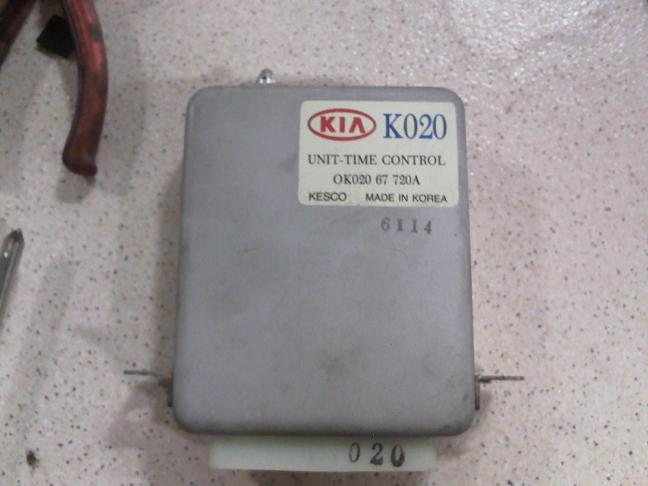 KIA K020
UNIT-TIME CONTROL
OK020 67 720A
KESCO MADE IN KOREA
6114
020